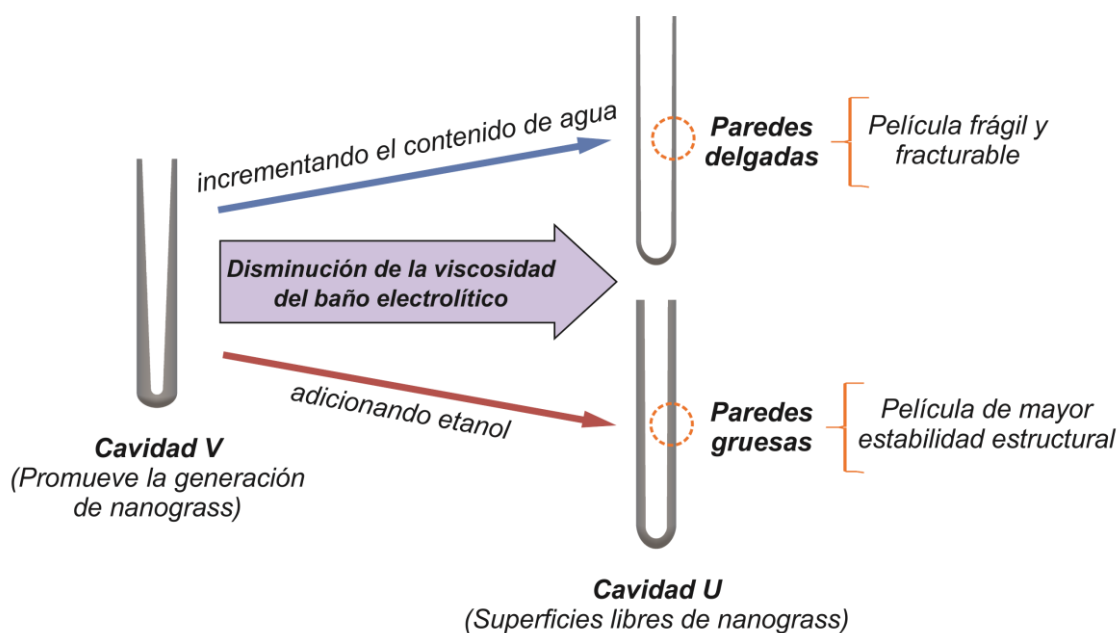 incrementando el contenido de agua
Paredes
delgadas
Película frágil y
fracturable
Disminución de la viscosidad
del baño electrolítico
adicionando etanol
Cavidad V
(Promueve la generación
de nanograss)
Paredes
gruesas
Película de mayor
estabilidad estructural
Cavidad U
(Superficies libres de nanograss)